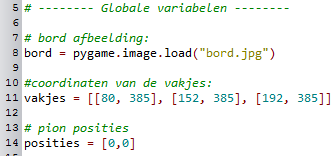 5 # -------- Globale variabelen --------
6
7 # bord afbeelding:
8 bord = pygame.image.load("bord.jpg")
9
10 #coordinaten van de vakjes:
11 vakjes = [[80, 385], [152, 385], [192, 385]]
12
13 # pion posities
14 posities = [0,0]